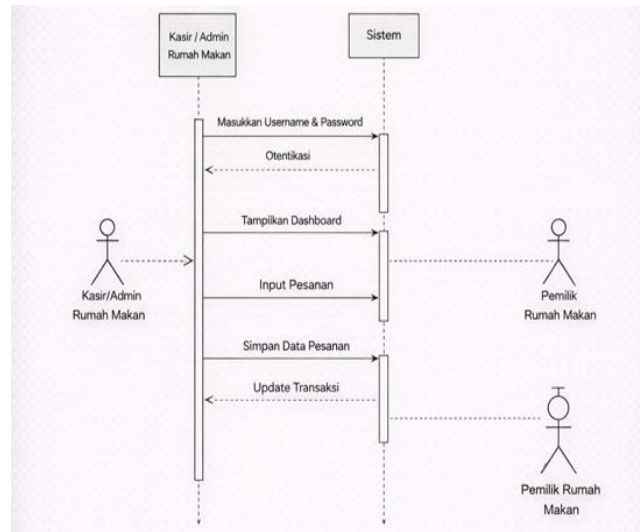 Kasir / Admin
Rumah Makan
Sistem
Masukkan Username & Password
Otentikasi
Tampilkan Dashboard
Kasir/Admin
Rumah Makan
Pemilik
Rumah Makan
Input Pesanan
Simpan Data Pesanan
Update Transaksi
Pemilik Rumah
Makan